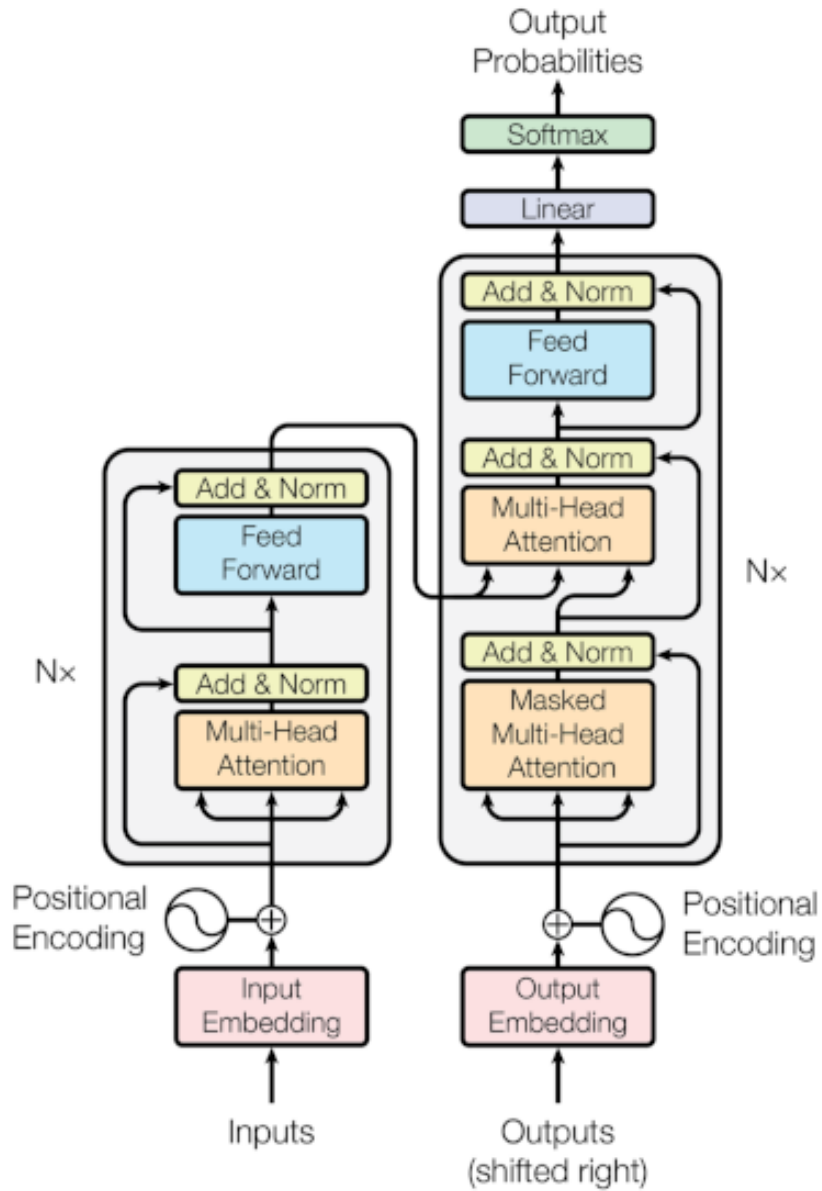 Output
Probabilities
Softmax
Linear
Add & Norm
Feed
Forward
Add & Norm
Multi-Head
Attention
Add & Norm
Masked
Multi-Head
Attention
Nx
Add & Norm
Feed
Forward
Add & Norm
Multi-Head
Attention
Nx
Positional
Encoding
Positional
Encoding
Input
Embedding
Output
Embedding
Inputs
Outputs
(shifted right)